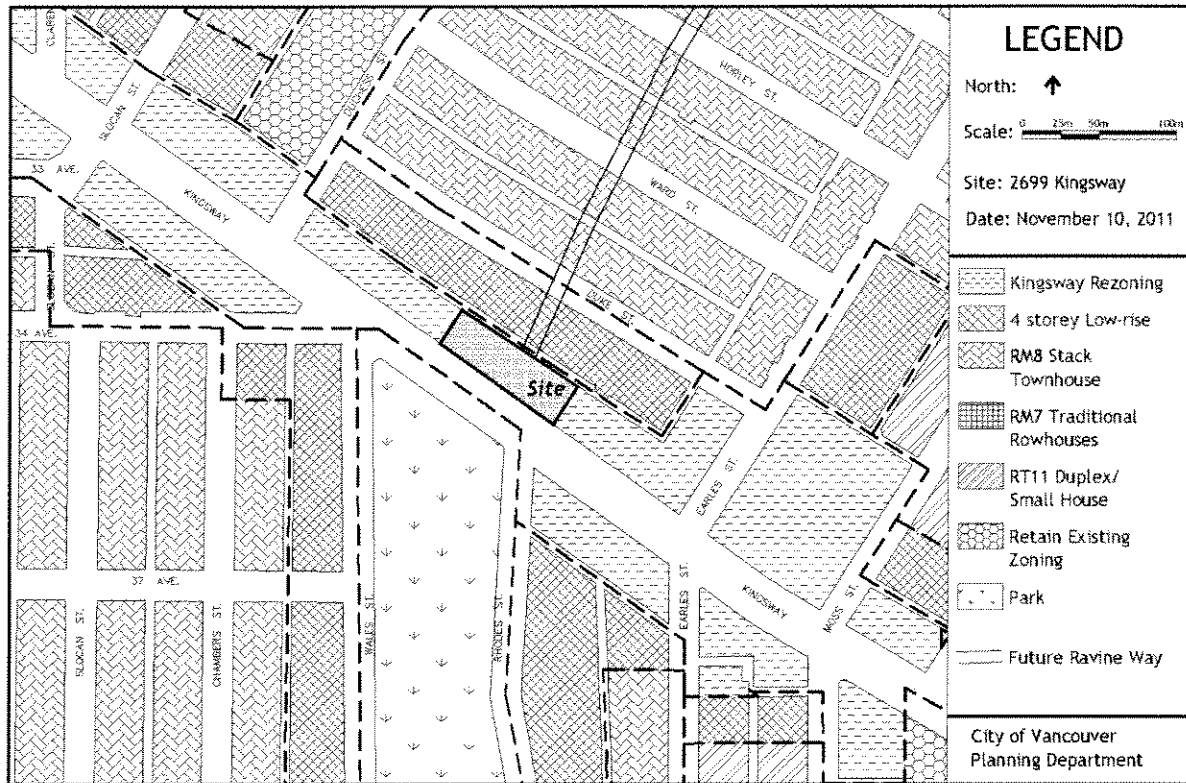 CLAREN
SLOCAN ST.
33 AVE.
KINGSWAY
HORLEY ST.
WARD ST.
DUKE ST.
Site
34 AVE.
EARLES ST.
37 AVE.
SLOCAN ST.
CHAMBERS ST.
WALES ST.
RHODES ST.
EARLES ST.
KINGSWAY
MOSS ST.
LEGEND
North:
Scale: 0 25m 50m 100m
Site: 2699 Kingsway
Date: November 10, 2011
Kingsway Rezoning
4 storey Low-rise
RM8 Stack
Townhouse
RM7 Traditional
Rowhouses
RT11 Duplex/
Small House
Retain Existing
Zoning
Park
Future Ravine Way
City of Vancouver
Planning Department